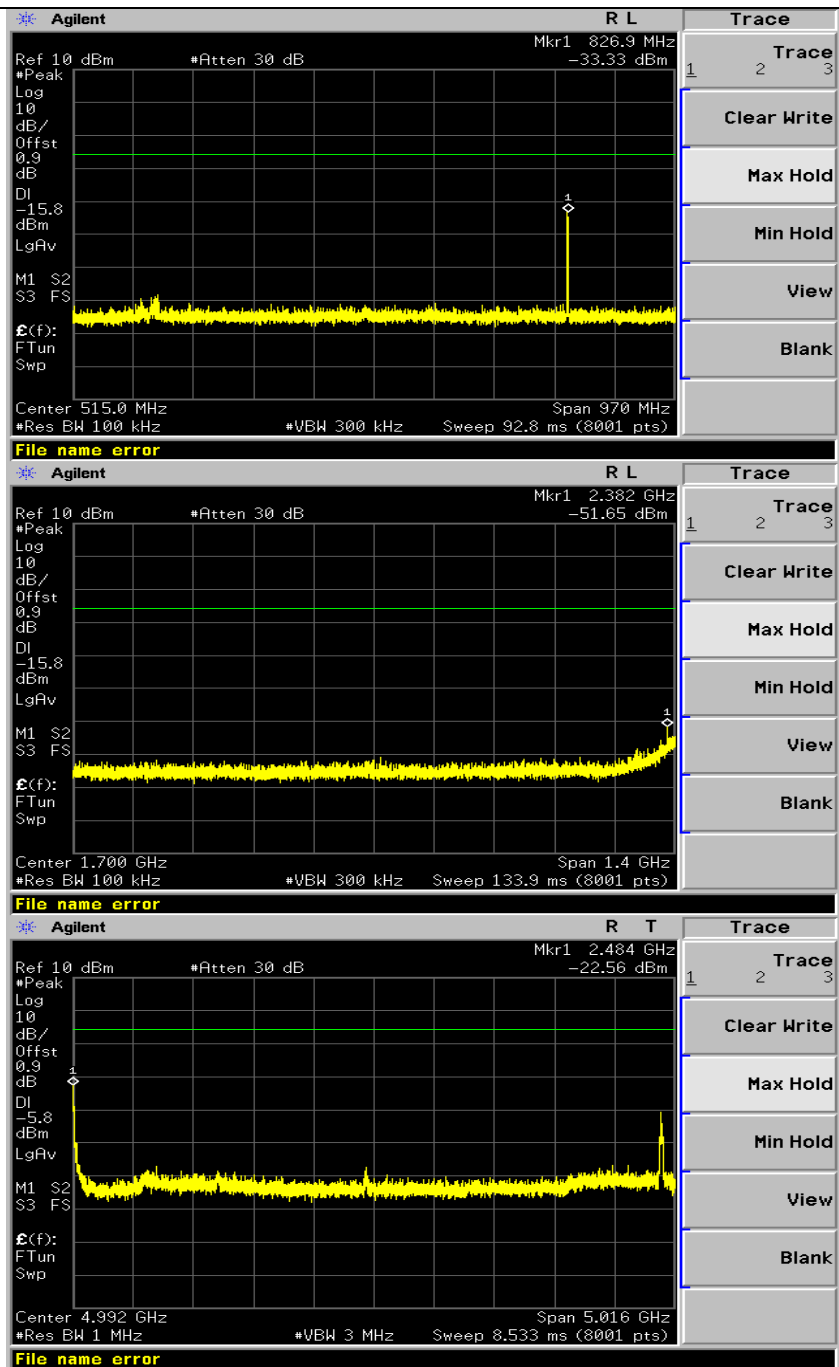 Agilent R L Trace
Mkr1 826.9 MHz
Ref 10 dBm #Atten 30 dB -33.33 dBm
#Peak
Log
10
dB/
Offst
0.9
dB
DI
-15.8
dBm
LgAv
M1 S2
S3 FS
£(f):
FTun
Swp
1
Center 515.0 MHz Span 970 MHz
#Res BW 100 kHz #VBW 300 kHz Sweep 92.8 ms (8001 pts)
File name error
Trace
1 2 3
Clear Write
Max Hold
Min Hold
View
Blank
Agilent R L Trace
Mkr1 2.382 GHz
Ref 10 dBm #Atten 30 dB -51.65 dBm
#Peak
Log
10
dB/
Offst
0.9
dB
DI
-15.8
dBm
LgAv
M1 S2
S3 FS
£(f):
FTun
Swp
1
Center 1.700 GHz Span 1.4 GHz
#Res BW 100 kHz #VBW 300 kHz Sweep 133.9 ms (8001 pts)
File name error
Trace
1 2 3
Clear Write
Max Hold
Min Hold
View
Blank
Agilent R T Trace
Mkr1 2.484 GHz
Ref 10 dBm #Atten 30 dB -22.56 dBm
#Peak
Log
10
dB/
Offst
0.9
dB
DI
-5.8
dBm
LgAv
M1 S2
S3 FS
£(f):
FTun
Swp
1
Center 4.992 GHz Span 5.016 GHz
#Res BW 1 MHz #VBW 3 MHz Sweep 8.533 ms (8001 pts)
File name error
Trace
1 2 3
Clear Write
Max Hold
Min Hold
View
Blank